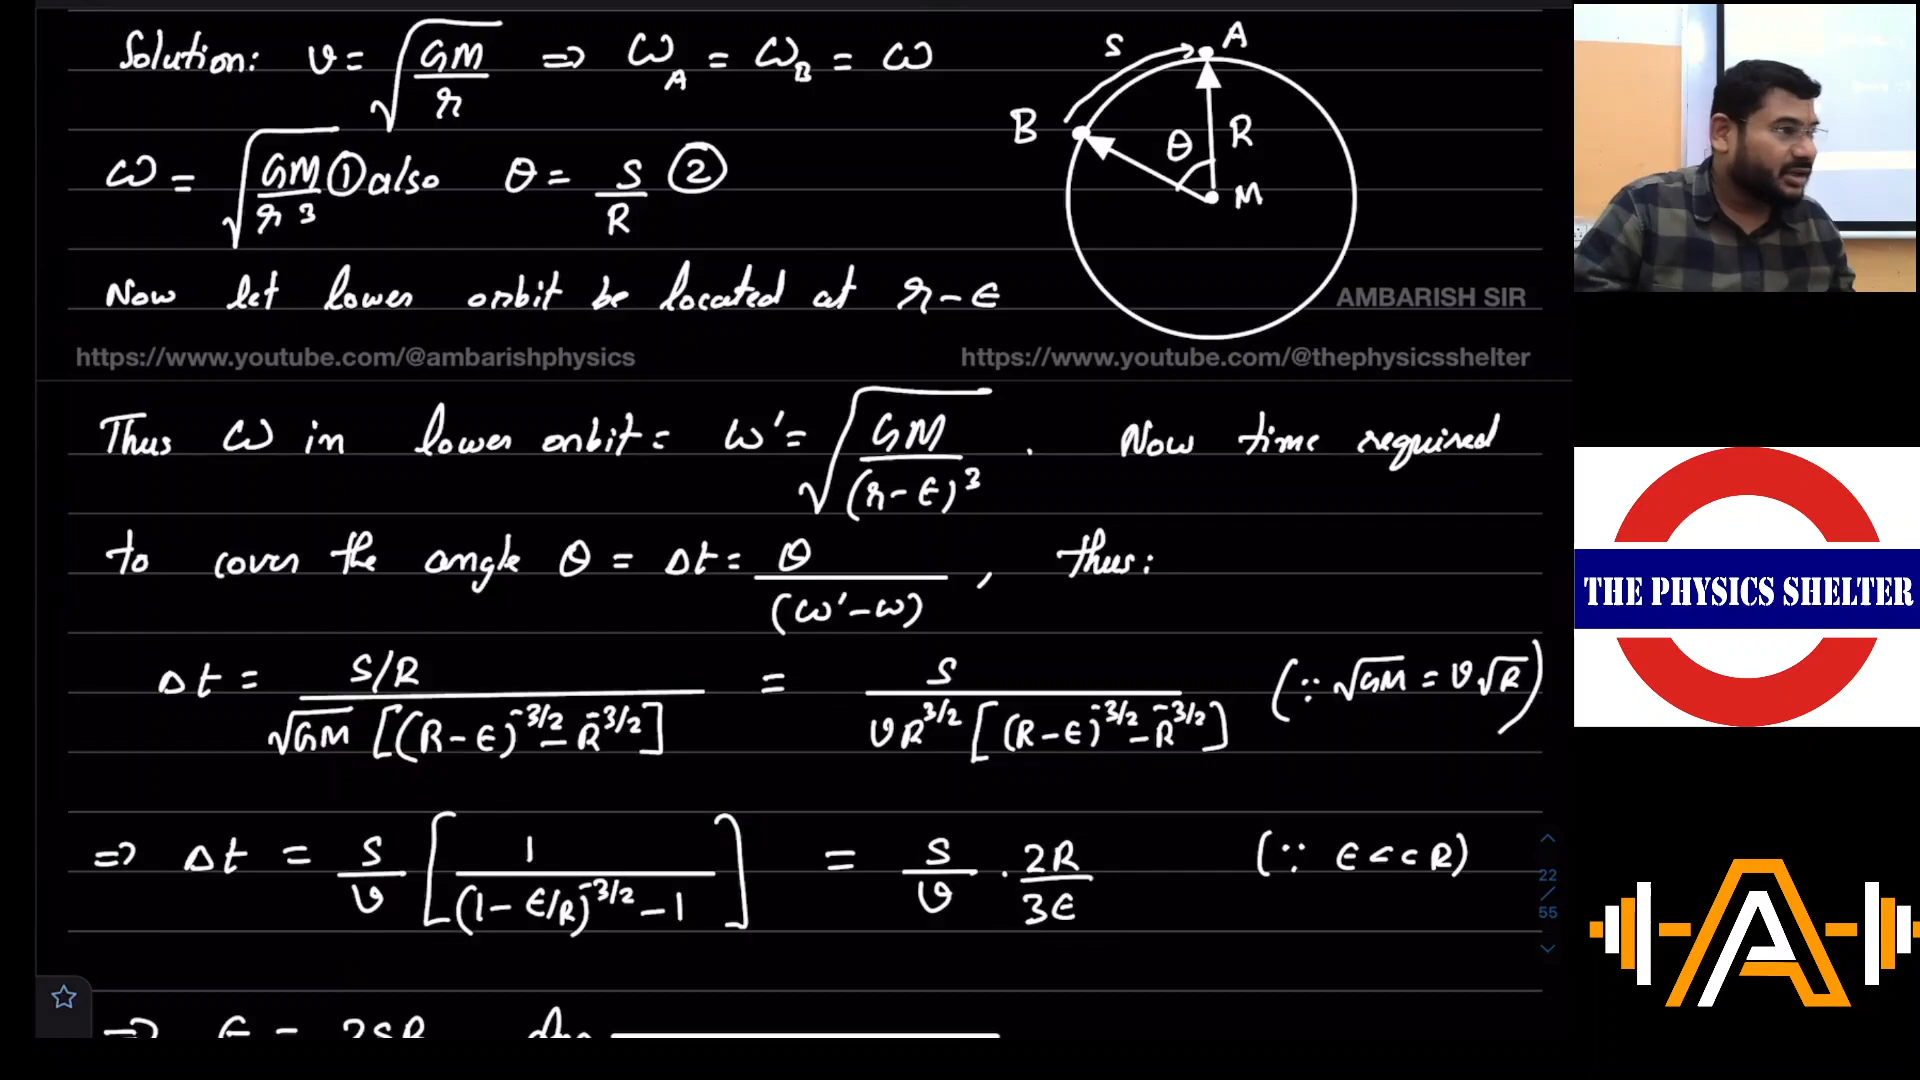 Solution: v = √(GM/r) ⇒ ω_A = ω_B = ω
ω = √(GM/r³) ① also θ = S/R ②
Now let lower orbit be located at r-ϵ
S
A
B
θ
R
M
AMBARISH SIR
https://www.youtube.com/@ambarishphysics
https://www.youtube.com/@thephysicsshelter
Thus ω in lower orbit = ω' = √(GM/(r-ϵ)³) . Now time required
to cover the angle θ = Δt = θ/(ω'-ω) , thus:
Δt = (S/R)/(√GM [(R-ϵ)^-3/2 - R^-3/2]) = S/(vR^3/2 [(R-ϵ)^-3/2 - R^-3/2]) (∵ √GM = v√R)
⇒ Δt = S/v [1/((1-ϵ/R)^-3/2 - 1)] = S/v · 2R/3ϵ (∵ ϵ << R)
22
/
55
THE PHYSICS SHELTER
A